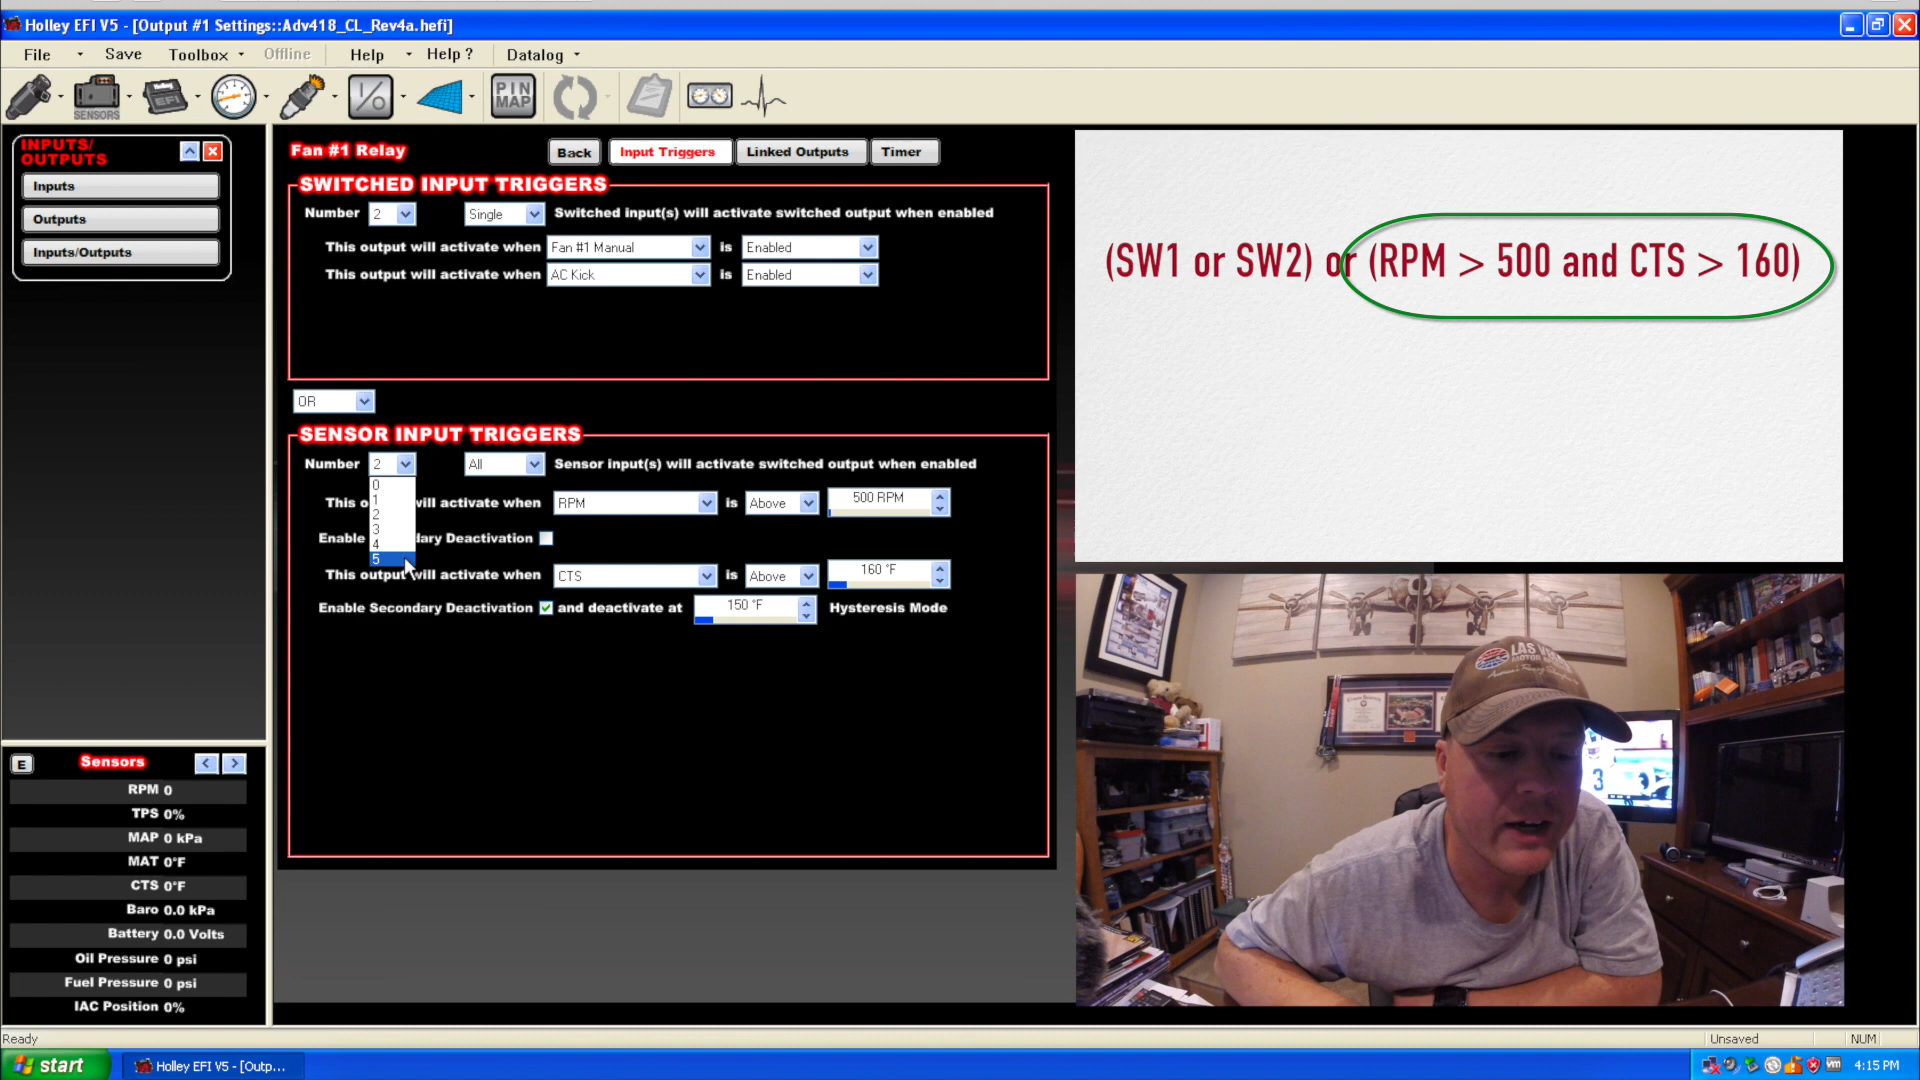 Holley EFI V5 - [Output #1 Settings::Adv418_CL_Rev4a.hefi]
File Save Toolbox Offline Help Help ? Datalog
SENSORS
Holley EFI
I/O
PIN MAP
INPUTS/
OUTPUTS
Inputs
Outputs
Inputs/Outputs
Fan #1 Relay Back Input Triggers Linked Outputs Timer
SWITCHED INPUT TRIGGERS
Number 2 Single Switched input(s) will activate switched output when enabled
This output will activate when Fan #1 Manual is Enabled
This output will activate when AC Kick is Enabled
OR
SENSOR INPUT TRIGGERS
Number 2 All Sensor input(s) will activate switched output when enabled
0
1
2
3
4
5
This o will activate when RPM is Above 500 RPM
Enable dary Deactivation
This output will activate when CTS is Above 160 °F
Enable Secondary Deactivation and deactivate at 150 °F Hysteresis Mode
(SW1 or SW2) or (RPM > 500 and CTS > 160)
LAS VEGAS
3
E Sensors
RPM 0
TPS 0%
MAP 0 kPa
MAT 0°F
CTS 0°F
Baro 0.0 kPa
Battery 0.0 Volts
Oil Pressure 0 psi
Fuel Pressure 0 psi
IAC Position 0%
Ready Unsaved NUM
start Holley EFI V5 - [Outp... 4:15 PM